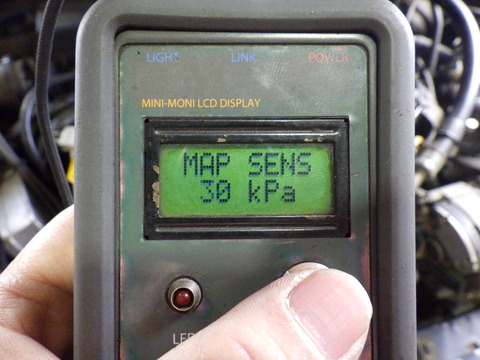 LIGHT LINK POWER
MINI-MONI LCD DISPLAY
MAP SENS
30 kPa